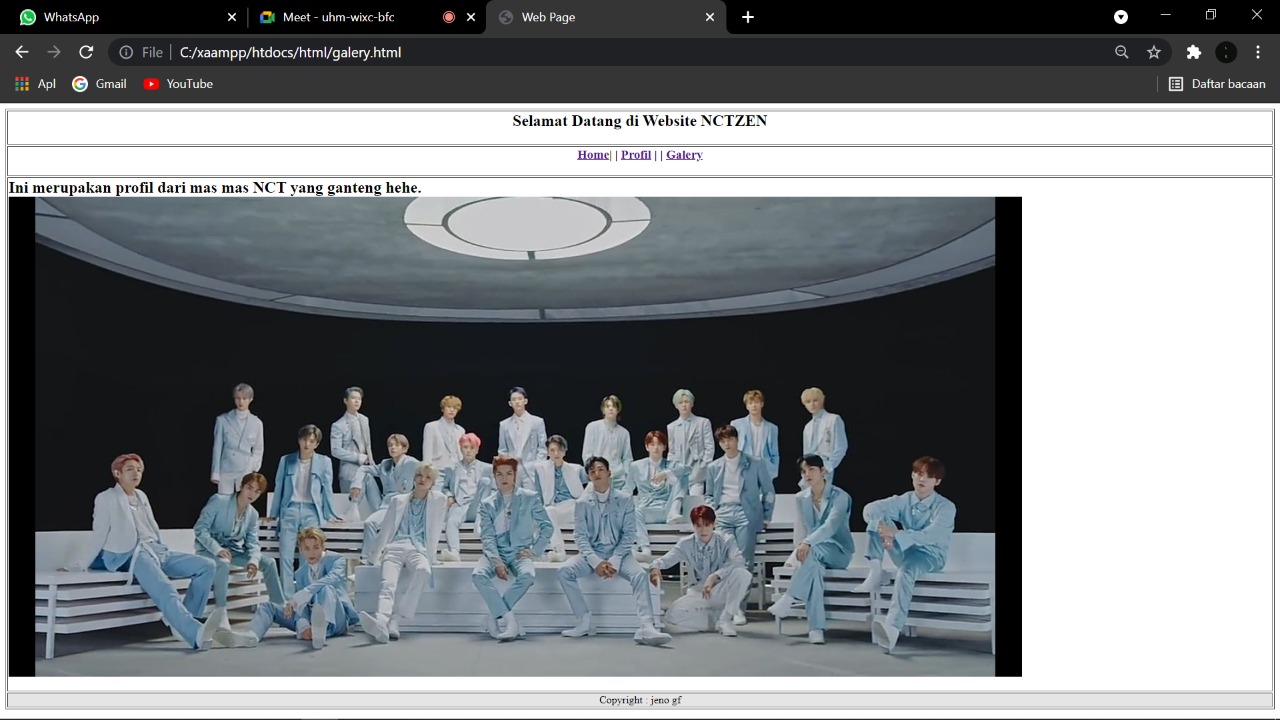 WhatsApp
Meet - uhm-wixc-bfc
Web Page
File | C:/xaampp/htdocs/html/galery.html
Apl
Gmail
YouTube
Daftar bacaan
Selamat Datang di Website NCTZEN
Home| | Profil | | Galery
Ini merupakan profil dari mas mas NCT yang ganteng hehe.
Copyright : jeno gf